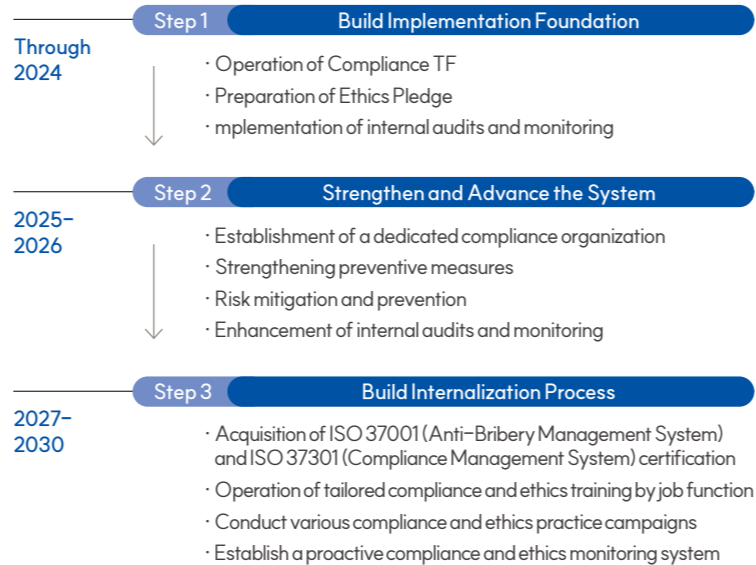 Step 1
Build Implementation Foundation
Through
2024
· Operation of Compliance TF
· Preparation of Ethics Pledge
· mplementation of internal audits and monitoring
Step 2
Strengthen and Advance the System
2025–
2026
· Establishment of a dedicated compliance organization
· Strengthening preventive measures
· Risk mitigation and prevention
· Enhancement of internal audits and monitoring
Step 3
Build Internalization Process
2027–
2030
· Acquisition of ISO 37001 (Anti-Bribery Management System)
and ISO 37301 (Compliance Management System) certification
· Operation of tailored compliance and ethics training by job function
· Conduct various compliance and ethics practice campaigns
· Establish a proactive compliance and ethics monitoring system